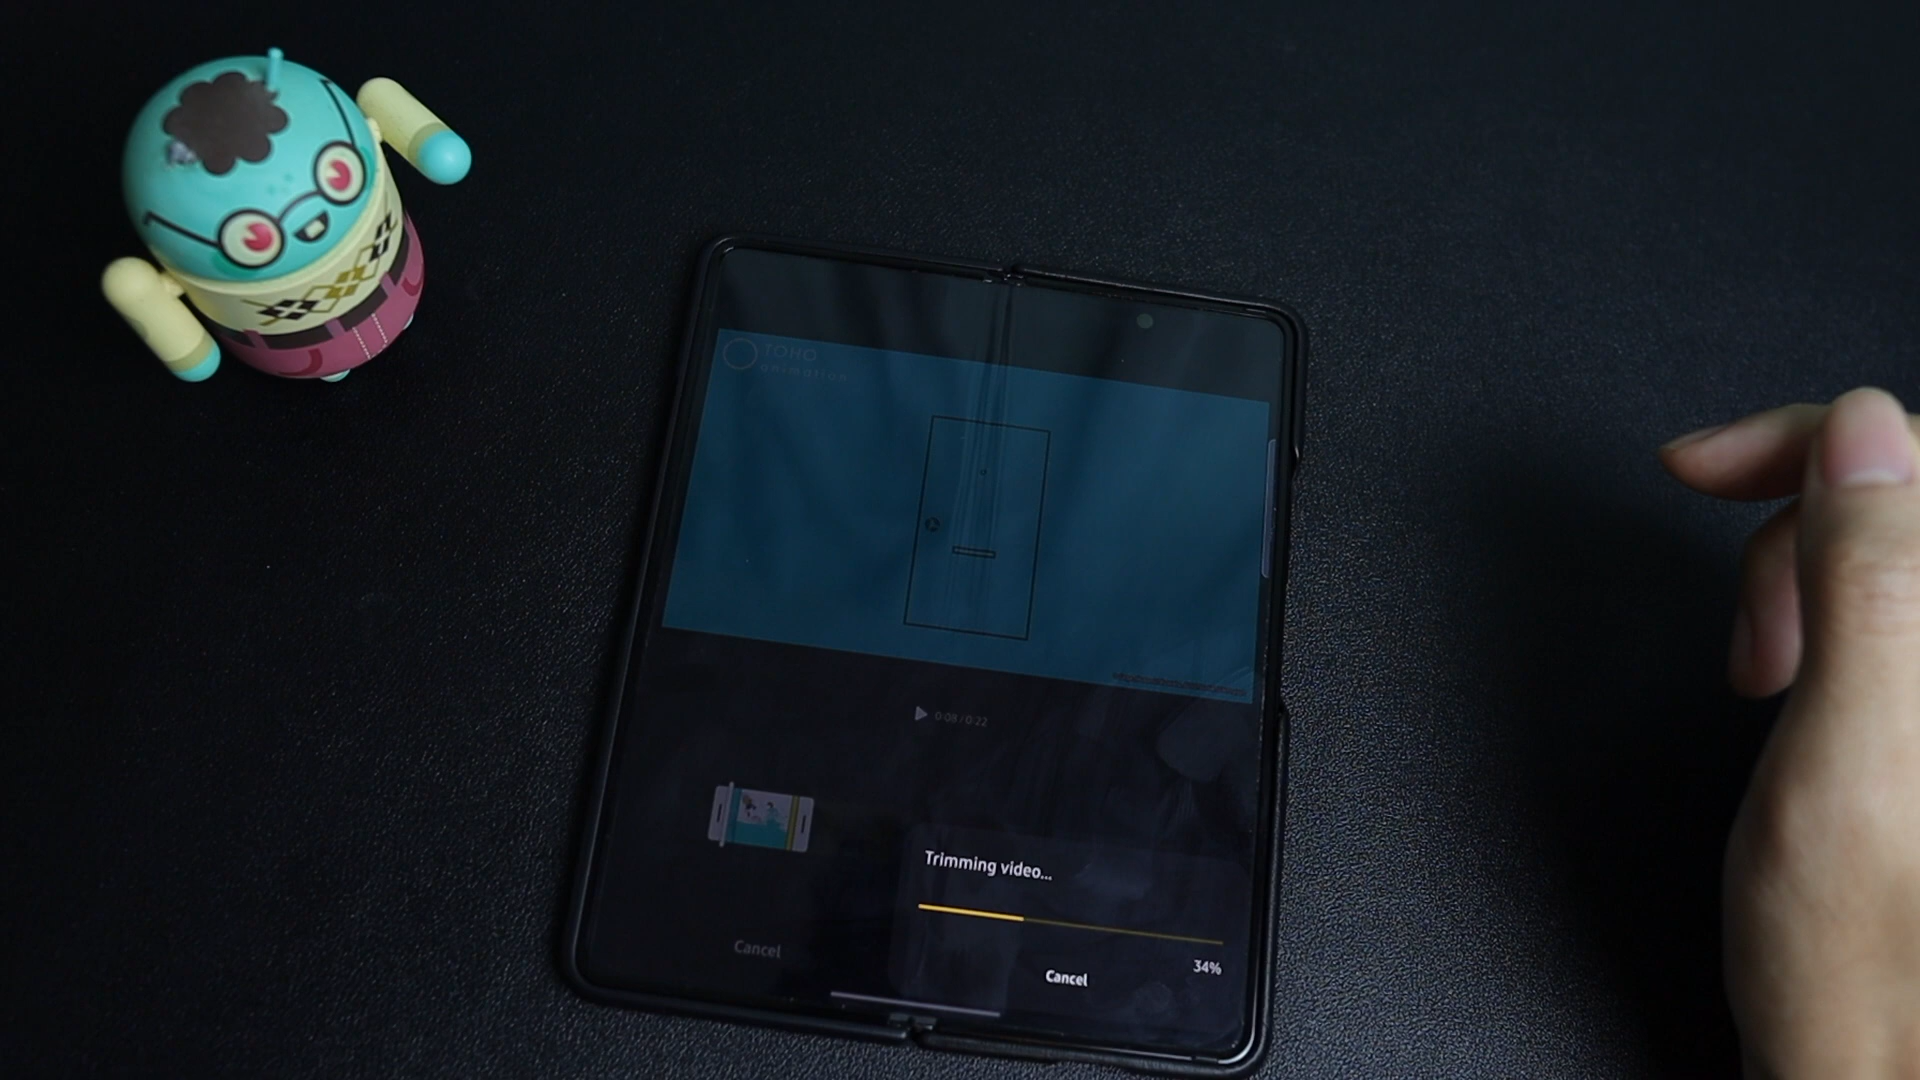 TOHO
animation
0:08 / 0:22
Trimming video...
34%
Cancel
Cancel